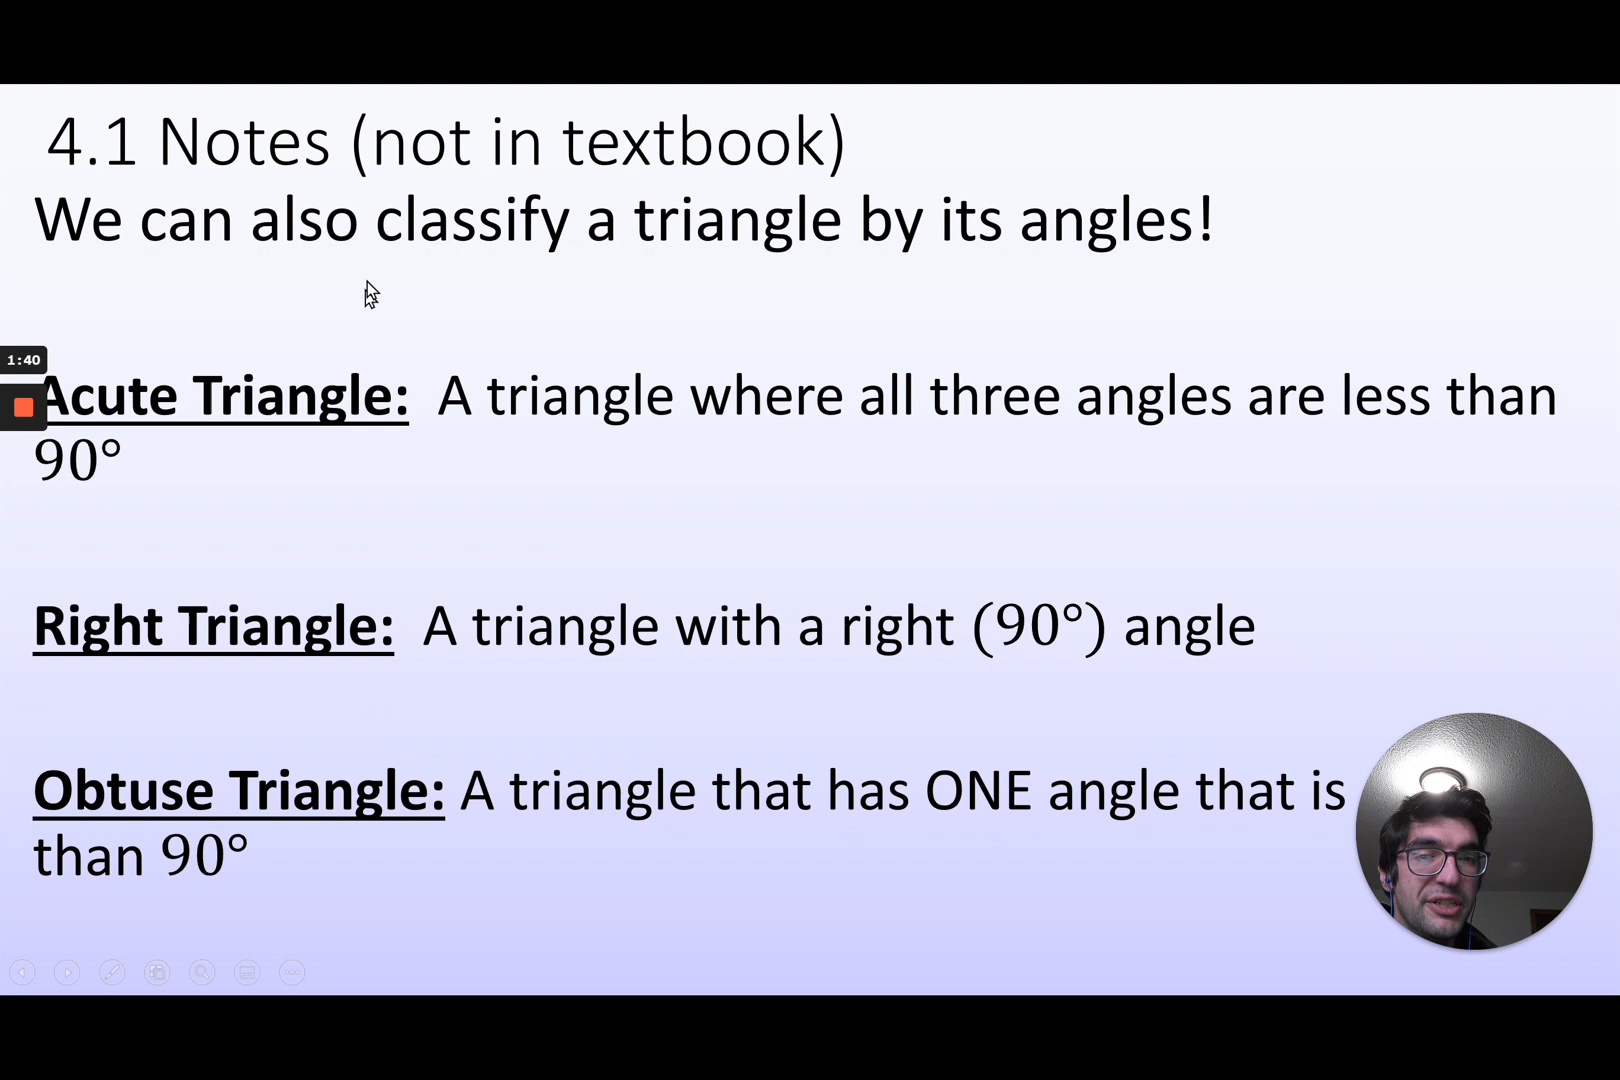 4.1 Notes (not in textbook)
We can also classify a triangle by its angles!
1:40
Acute Triangle: A triangle where all three angles are less than
90°
Right Triangle: A triangle with a right (90°) angle
Obtuse Triangle: A triangle that has ONE angle that is
than 90°